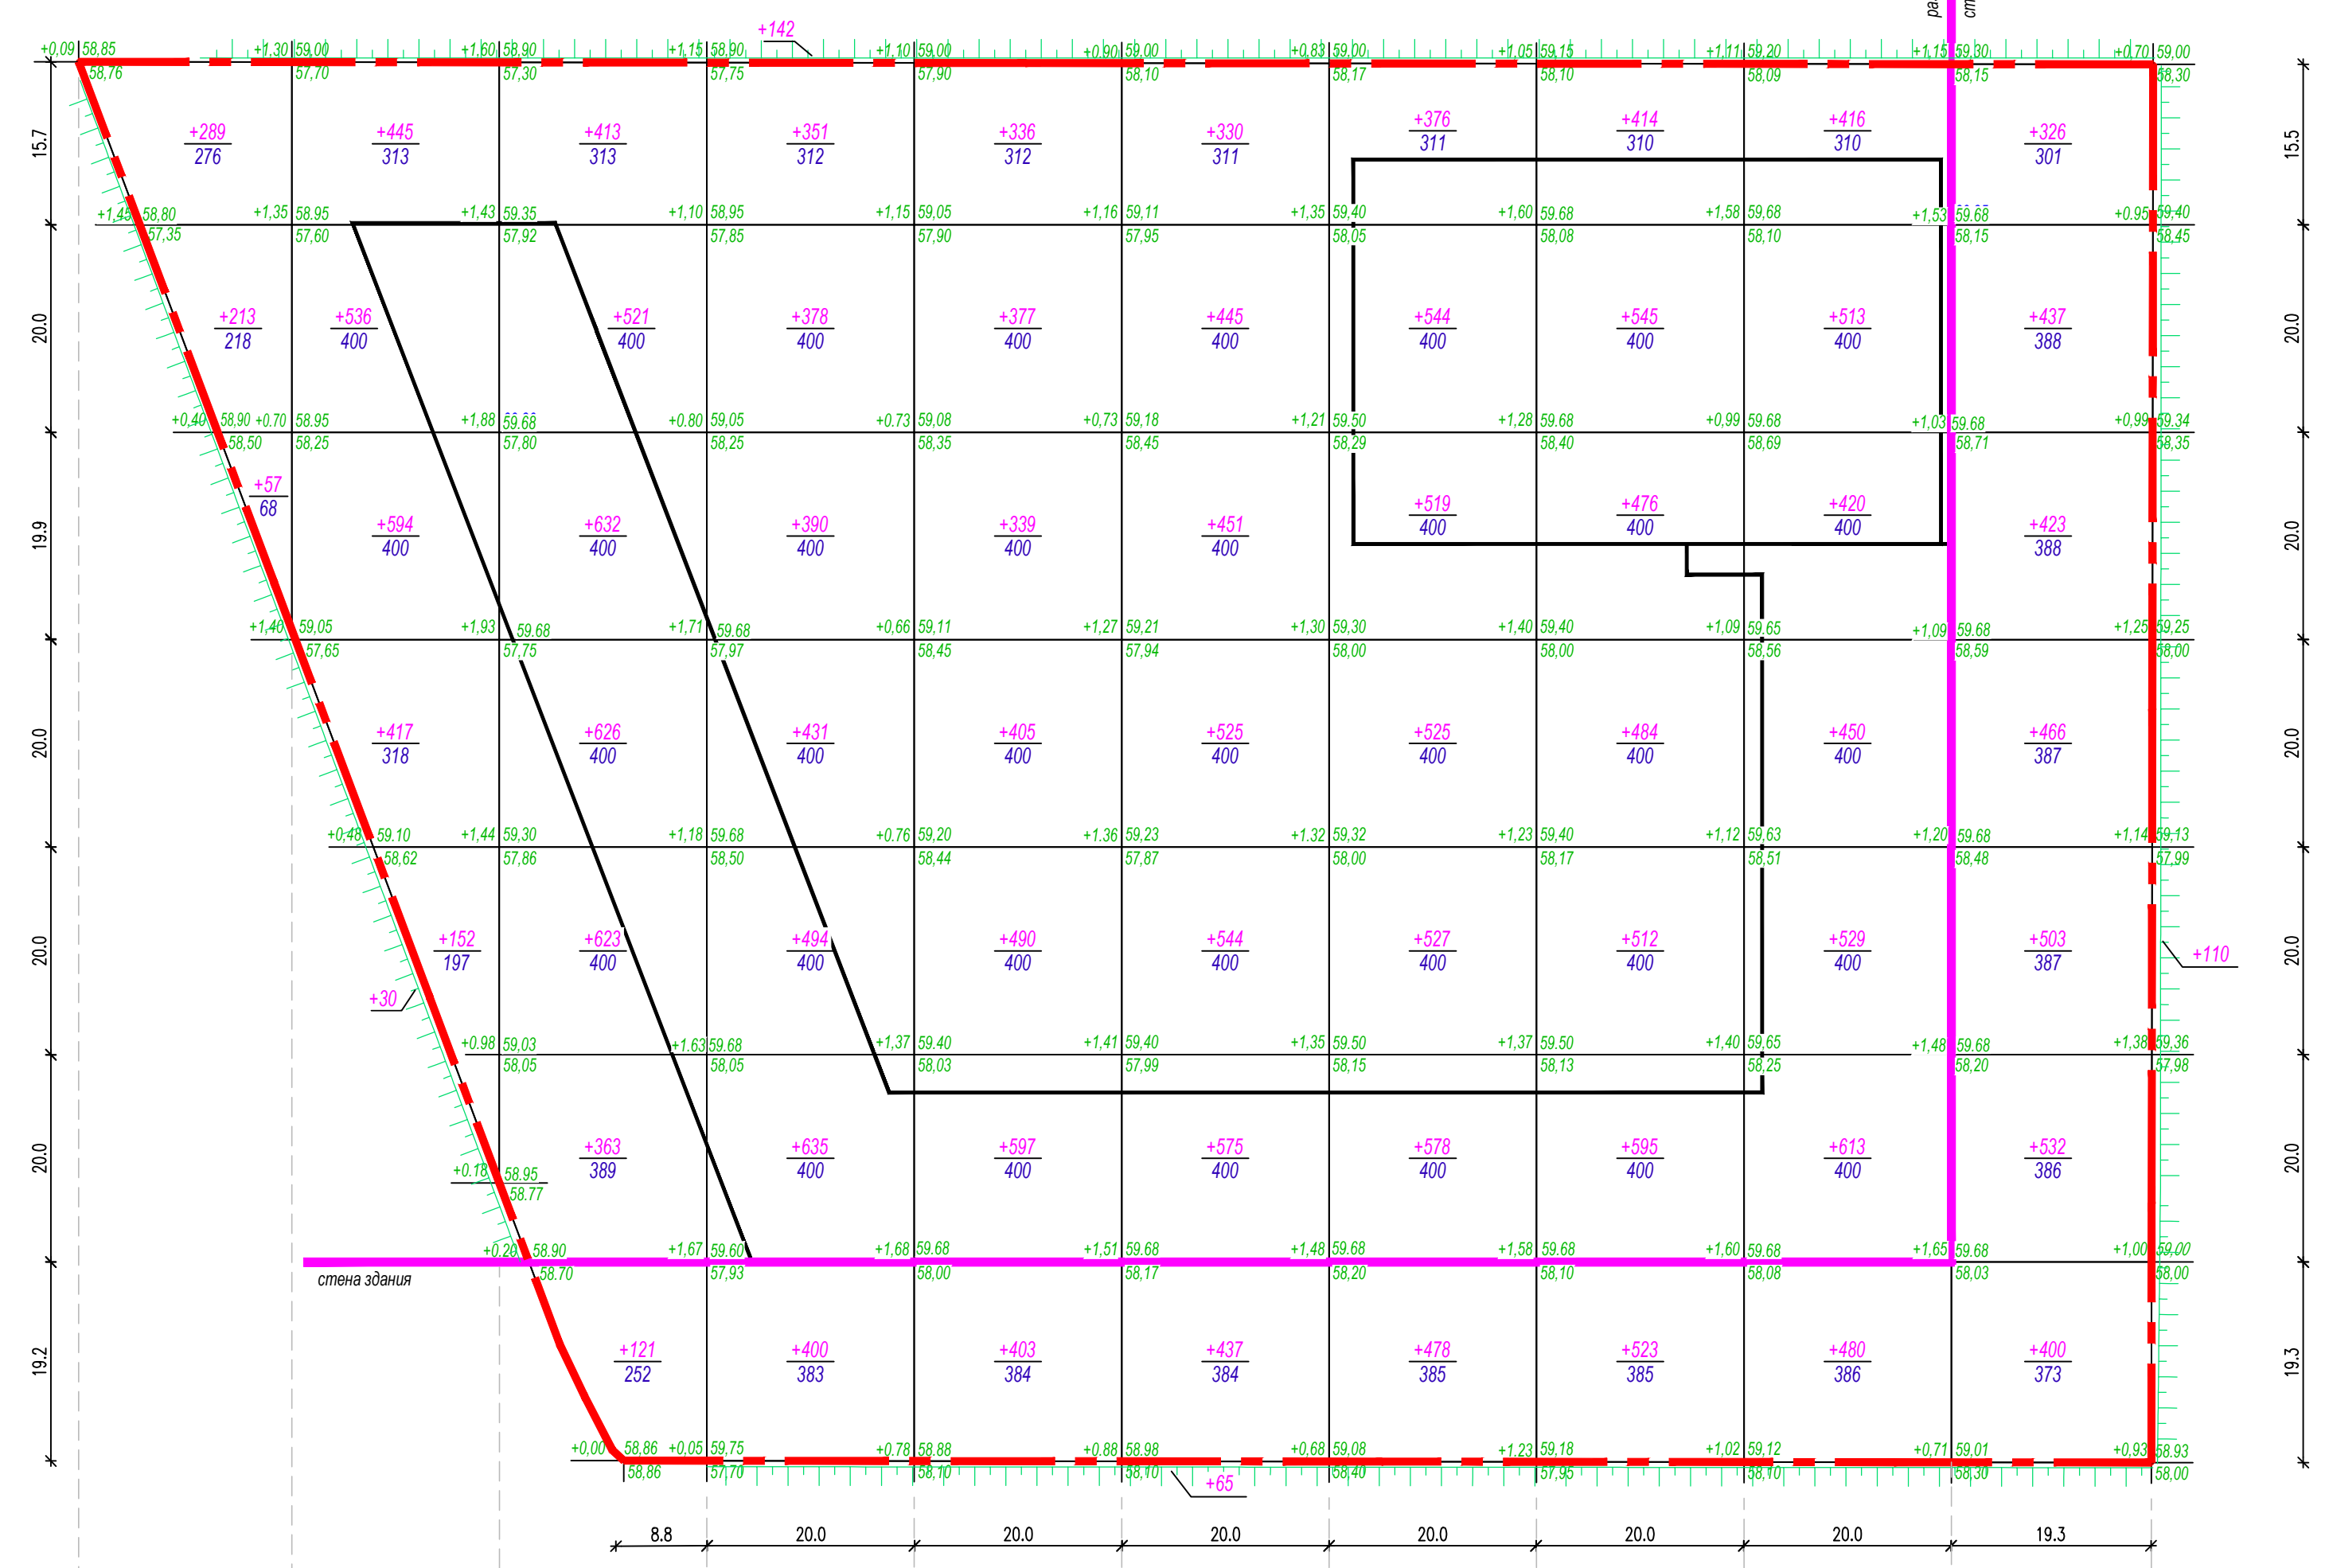 ра
ст
+142
+0,09 58.85 +1,30 59,00 +1,60 58,90 +1,15 58,90 +1,10 59,00 +0,90 59,00 +0,83 59,00 +1,05 59,15 +1,11 59,20 +1,15 59,30 +0,70 59,00
58,76 57,70 57,30 57,75 57,90 58,10 58,17 58,10 58,09 58,15 58,30
15.7 +289 +445 +413 +351 +336 +330 +376 +414 +416 +326 15.5
276 313 313 312 312 311 311 310 310 301
+1,45 58,80 +1,35 58.95 +1,43 59.35 +1,10 58,95 +1,15 59,05 +1,16 59,11 +1,35 59,40 +1,60 59.68 +1,58 59,68 +1,53 59.68 +0.95 59,40
57,35 57,60 57,92 57,85 57,90 57,95 58,05 58,08 58,10 58,15 58,45
20.0 +213 +536 +521 +378 +377 +445 +544 +545 +513 +437 20.0
218 400 400 400 400 400 400 400 400 388
+0,40 58,90 +0,70 58.95 +1,88 59.68 +0.80 59,05 +0.73 59,08 +0,73 59,18 +1,21 59.50 +1,28 59.68 +0,99 59.68 +1,03 59.68 +0,99 59.34
58,50 58,25 57,80 58,25 58,35 58,45 58,29 58,40 58,69 58,71 58,35
19.9 +57 +594 +632 +390 +339 +451 +519 +476 +420 +423 20.0
68 400 400 400 400 400 400 400 400 388
+1,40 59,05 +1,93 59.68 +1,71 59.68 +0,66 59,11 +1,27 59,21 +1,30 59,30 +1,40 59,40 +1,09 59.65 +1,09 59.68 +1,25 59,25
57,65 57,75 57,97 58,45 57,94 58,00 58,00 58,56 58,59 58,00
20.0 +417 +626 +431 +405 +525 +525 +484 +450 +466 20.0
318 400 400 400 400 400 400 400 387
+0,48 59.10 +1,44 59,30 +1,18 59.68 +0.76 59,20 +1.36 59,23 +1.32 59,32 +1,23 59,40 +1,12 59,63 +1,20 59.68 +1,14 59,13
58,62 57,86 58,50 58,44 57,87 58,00 58,17 58,51 58,48 57,99
20.0 +152 +623 +494 +490 +544 +527 +512 +529 +503 20.0
197 400 400 400 400 400 400 400 387
+30 +110
+0.98 59,03 +1.63 59.68 +1,37 59.40 +1,41 59,40 +1,35 59.50 +1,37 59,50 +1,40 59,65 +1,48 59.68 +1,38 59,36
58,05 58,05 58,03 57,99 58,15 58,13 58,25 58,20 57,98
20.0 +363 +635 +597 +575 +578 +595 +613 +532 20.0
389 400 400 400 400 400 400 386
+0.18 58.95
58.77
+0.20 58.90 +1,67 59.60 +1,68 59.68 +1,51 59.68 +1,48 59.68 +1,58 59.68 +1,60 59.68 +1,65 59.68 +1,00 59,00
стена здания 58.70 57,93 58,00 58,17 58,20 58,10 58,08 58,03 58,00
19.2 +121 +400 +403 +437 +478 +523 +480 +400 19.3
252 383 384 384 385 385 386 373
+0,00 58,86 +0.05 59,75 +0.78 58.88 +0.88 58.98 +0,68 59,08 +1.23 59,18 +1,02 59,12 +0,71 59,01 +0,93 58.93
58,86 57,70 58,10 58,10 58,40 57,95 58,10 58,30 58,00
+65
8.8 20.0 20.0 20.0 20.0 20.0 20.0 19.3